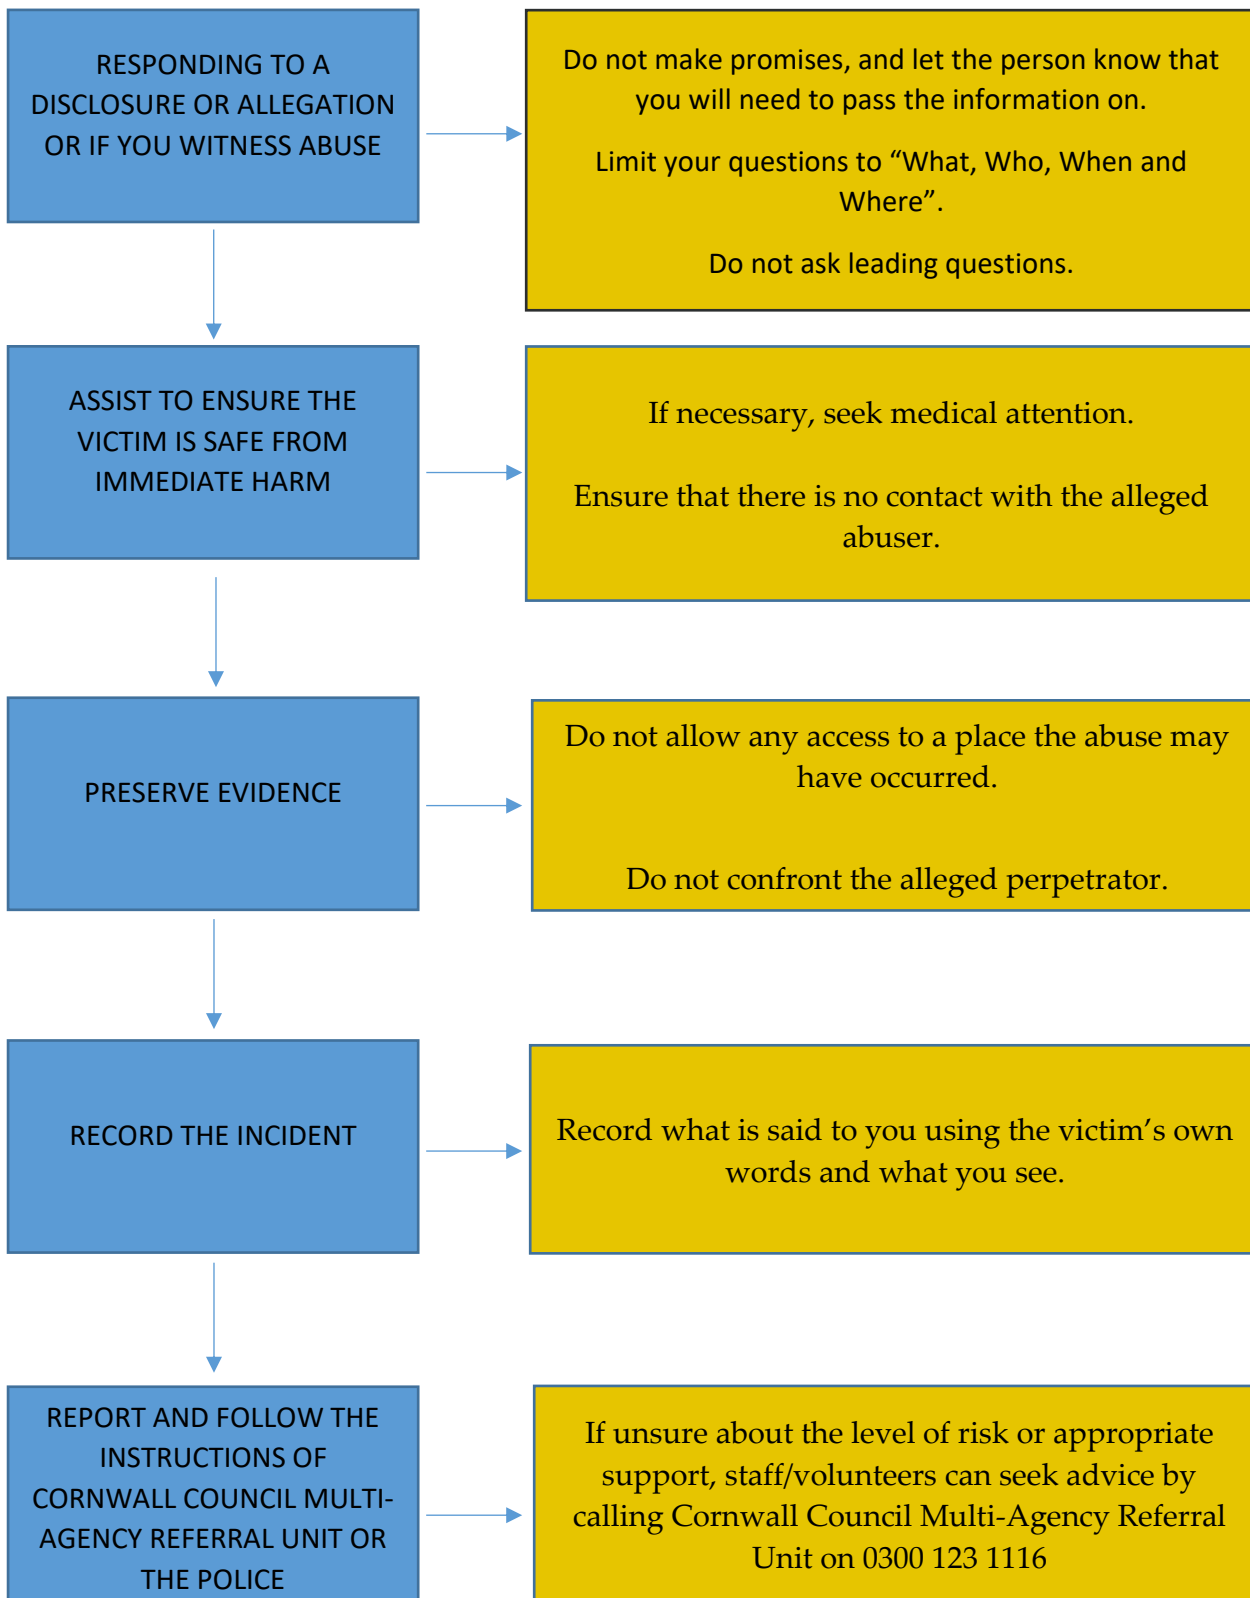 RESPONDING TO A
DISCLOSURE OR ALLEGATION
OR IF YOU WITNESS ABUSE
Do not make promises, and let the person know that
you will need to pass the information on.
Limit your questions to “What, Who, When and
Where”.
Do not ask leading questions.
ASSIST TO ENSURE THE
VICTIM IS SAFE FROM
IMMEDIATE HARM
If necessary, seek medical attention.
Ensure that there is no contact with the alleged
abuser.
PRESERVE EVIDENCE
Do not allow any access to a place the abuse may
have occurred.
Do not confront the alleged perpetrator.
RECORD THE INCIDENT
Record what is said to you using the victim’s own
words and what you see.
REPORT AND FOLLOW THE
INSTRUCTIONS OF
CORNWALL COUNCIL MULTI-
AGENCY REFERRAL UNIT OR
THE POLICE
If unsure about the level of risk or appropriate
support, staff/volunteers can seek advice by
calling Cornwall Council Multi-Agency Referral
Unit on 0300 123 1116